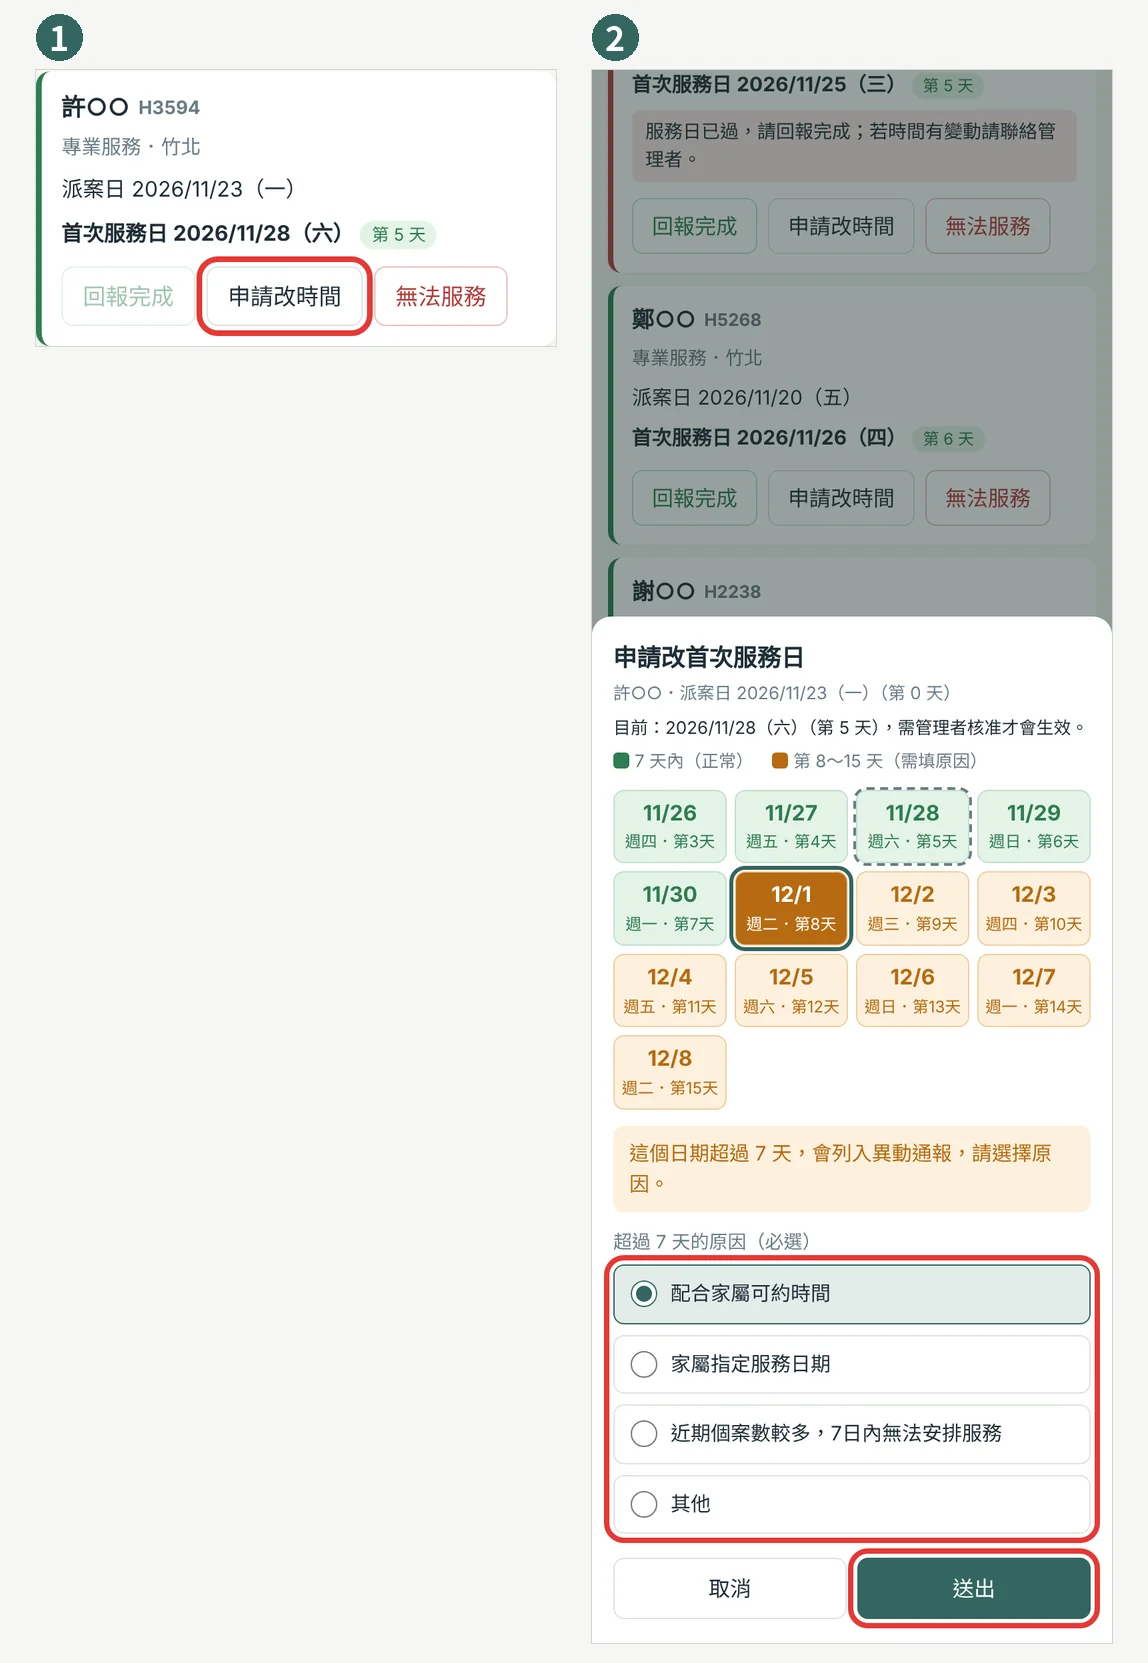 1
許○○ H3594
專業服務・竹北
派案日 2026/11/23（一）
首次服務日 2026/11/28（六） 第 5 天
回報完成 申請改時間 無法服務
2
首次服務日 2026/11/25（三） 第 5 天
服務日已過，請回報完成；若時間有變動請聯絡管
理者。
回報完成 申請改時間 無法服務
鄭○○ H5268
專業服務・竹北
派案日 2026/11/20（五）
首次服務日 2026/11/26（四） 第 6 天
回報完成 申請改時間 無法服務
謝○○ H2238
申請改首次服務日
許○○・派案日 2026/11/23（一）（第 0 天）
目前：2026/11/28（六）（第 5 天），需管理者核准才會生效。
7 天內（正常） 第 8～15 天（需填原因）
11/26 11/27 11/28 11/29
週四・第3天 週五・第4天 週六・第5天 週日・第6天
11/30 12/1 12/2 12/3
週一・第7天 週二・第8天 週三・第9天 週四・第10天
12/4 12/5 12/6 12/7
週五・第11天 週六・第12天 週日・第13天 週一・第14天
12/8
週二・第15天
這個日期超過 7 天，會列入異動通報，請選擇原
因。
超過 7 天的原因（必選）
配合家屬可約時間
家屬指定服務日期
近期個案數較多，7日內無法安排服務
其他
取消 送出